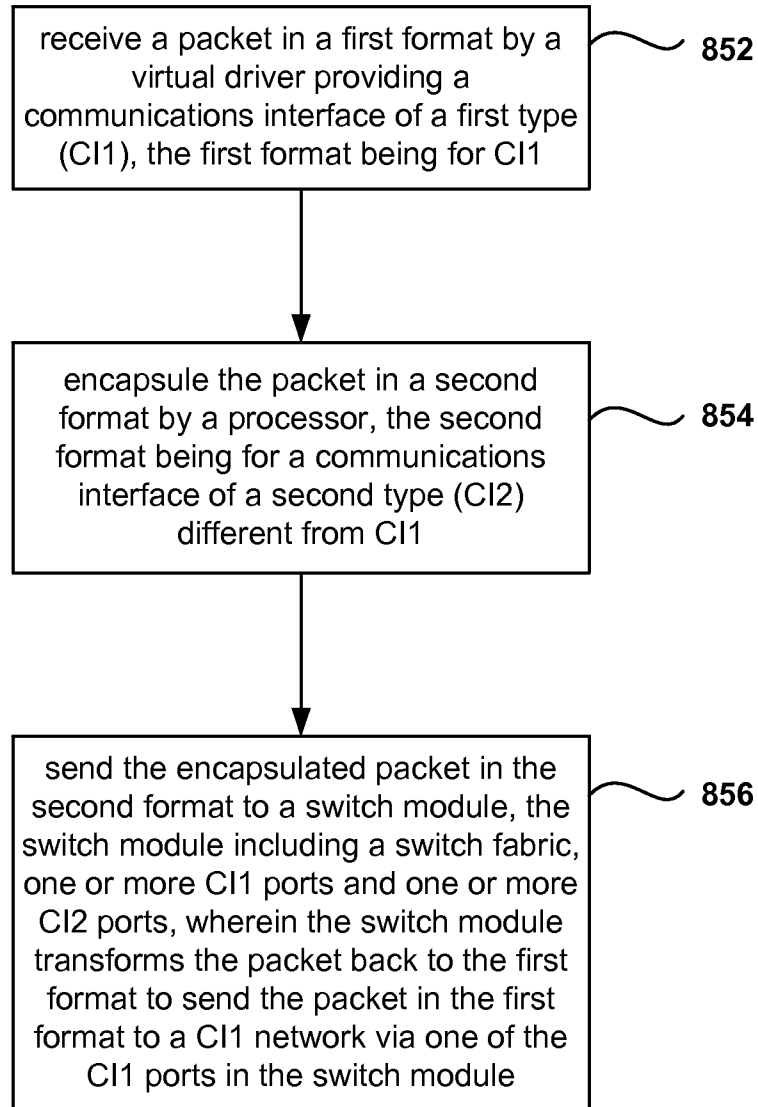 receive a packet in a first format by a
virtual driver providing a
communications interface of a first type
(CI1), the first format being for CI1
852
encapsule the packet in a second
format by a processor, the second
format being for a communications
interface of a second type (CI2)
different from CI1
854
send the encapsulated packet in the
second format to a switch module, the
switch module including a switch fabric,
one or more CI1 ports and one or more
CI2 ports, wherein the switch module
transforms the packet back to the first
format to send the packet in the first
format to a CI1 network via one of the
CI1 ports in the switch module
856